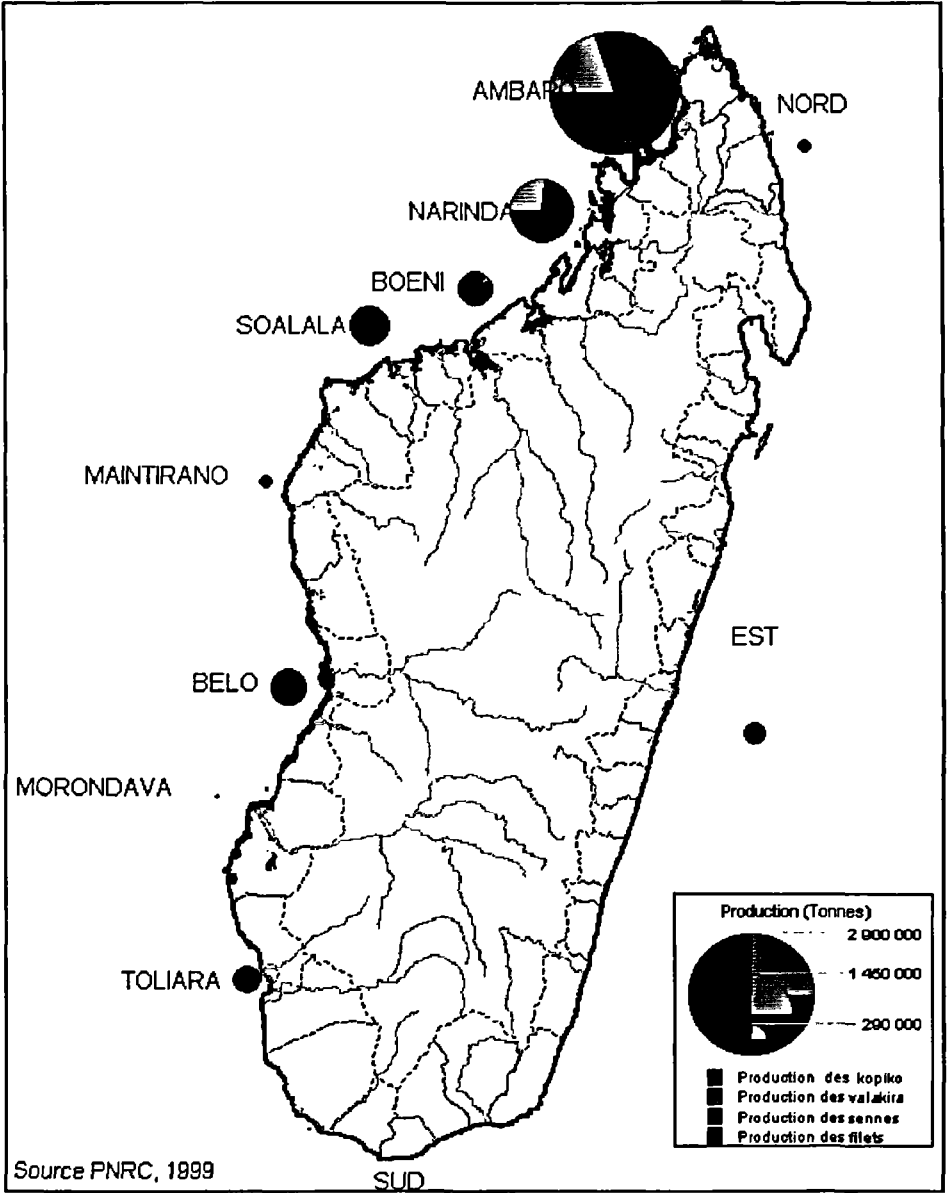 AMBARO
NORD
NARINDA
BOENI
SOALALA
MAINTIRANO
EST
BELO
MORONDAVA
TOLIARA
Production (Tonnes)
2 900 000
1 450 000
290 000
Production des kopiko
Production des valakira
Production des sennes
Production des filets
Source PNRC, 1999
SUD